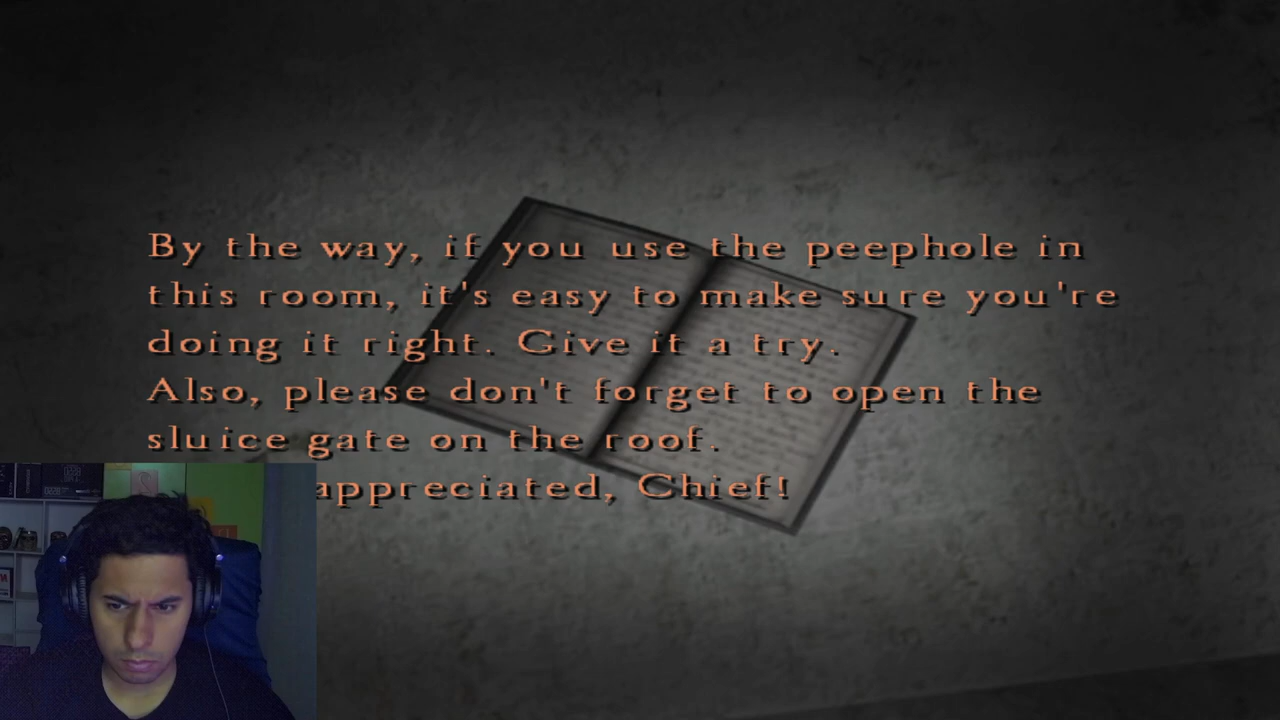 By the way, if you use the peephole in
this room, it's easy to make sure you're
doing it right. Give it a try.
Also, please don't forget to open the
sluice gate on the roof.
appreciated, Chief!